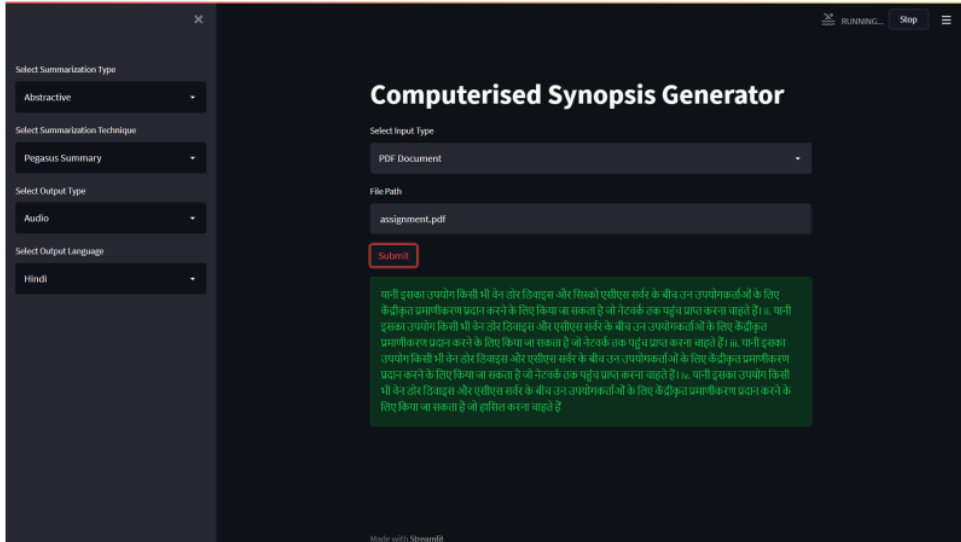 RUNNING...
Stop
Select Summarization Type
Abstractive
Select Summarization Technique
Pegasus Summary
Select Output Type
Audio
Select Output Language
Hindi
Computerised Synopsis Generator
Select Input Type
PDF Document
File Path
assignment.pdf
Submit
यानी इसका उपयोग किसी भी वेन डोर डिवाइस और सिस्को एसीएस सर्वर के बीच उन उपयोगकर्ताओं के लिए
केंद्रीकृत प्रमाणीकरण प्रदान करने के लिए किया जा सकता है जो नेटवर्क तक पहुंच प्राप्त करना चाहते हैं। ii. यानी
इसका उपयोग किसी भी वेन डोर डिवाइस और एसीएस सर्वर के बीच उन उपयोगकर्ताओं के लिए केंद्रीकृत
प्रमाणीकरण प्रदान करने के लिए किया जा सकता है जो नेटवर्क तक पहुंच प्राप्त करना चाहते हैं। iii. यानी इसका
उपयोग किसी भी वेन डोर डिवाइस और एसीएस सर्वर के बीच उन उपयोगकर्ताओं के लिए केंद्रीकृत प्रमाणीकरण
प्रदान करने के लिए किया जा सकता है जो नेटवर्क तक पहुंच प्राप्त करना चाहते हैं। iv. यानी इसका उपयोग किसी
भी वेन डोर डिवाइस और एसीएस सर्वर के बीच उन उपयोगकर्ताओं के लिए केंद्रीकृत प्रमाणीकरण प्रदान करने के
लिए किया जा सकता है जो हासिल करना चाहते हैं
Made with Streamlit